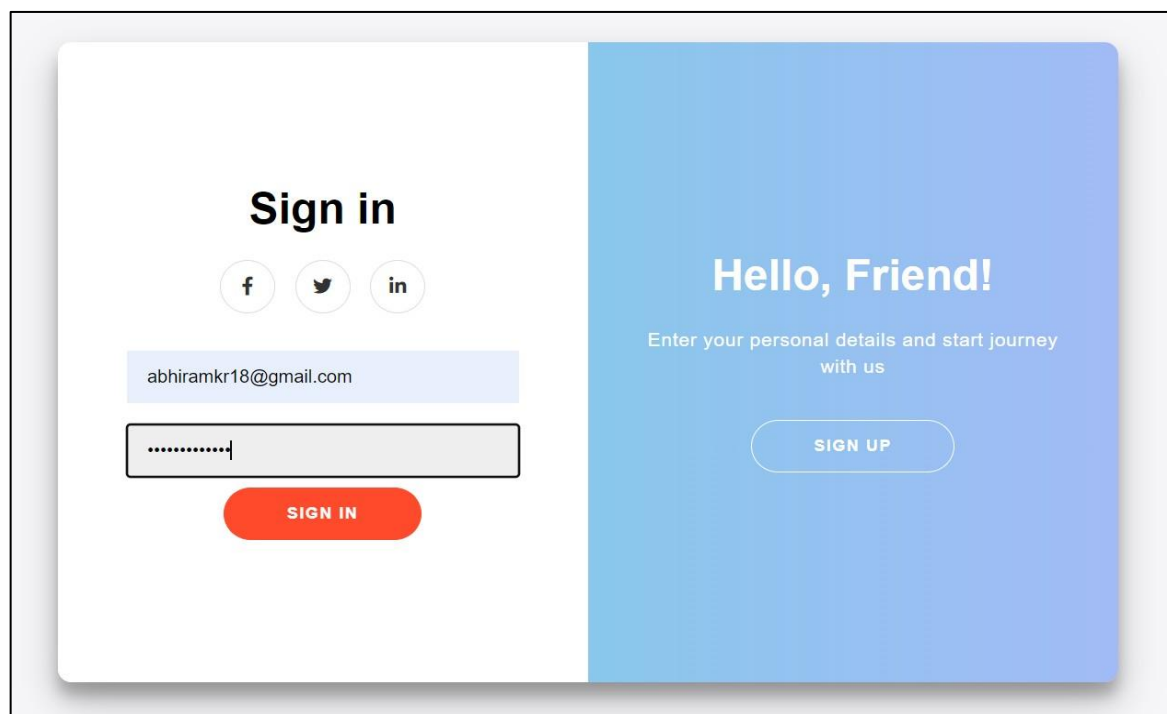 Sign in
abhiramkr18@gmail.com
•••••••••••••
SIGN IN
Hello, Friend!
Enter your personal details and start journey
with us
SIGN UP